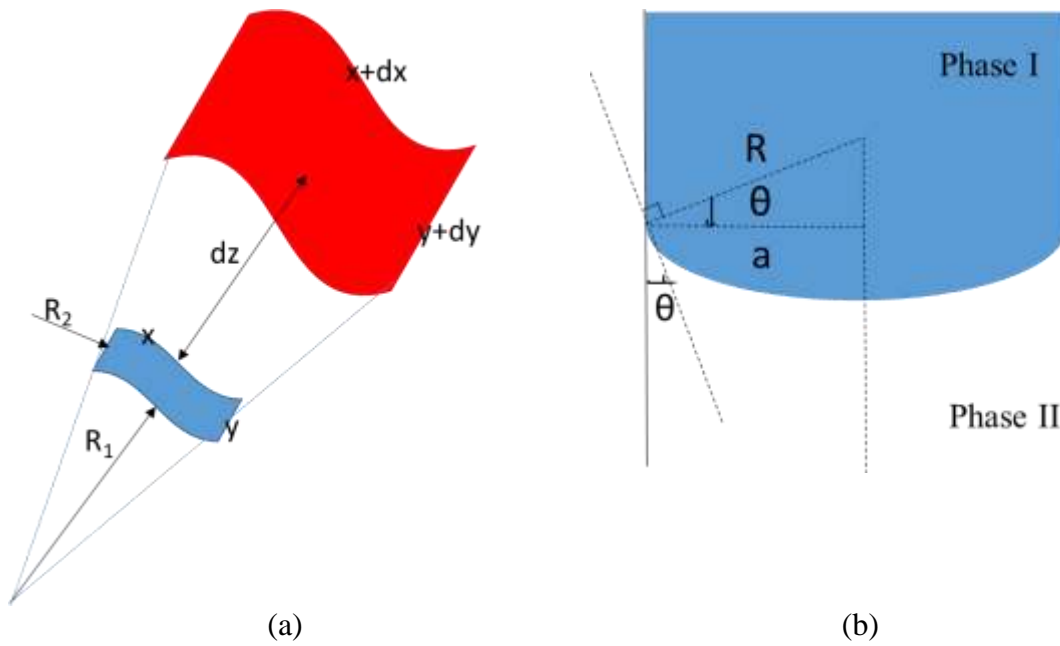 x+dx
y+dy
dz
R₂
x
R₁
y
(a)
Phase I
R
θ
a
θ
Phase II
(b)